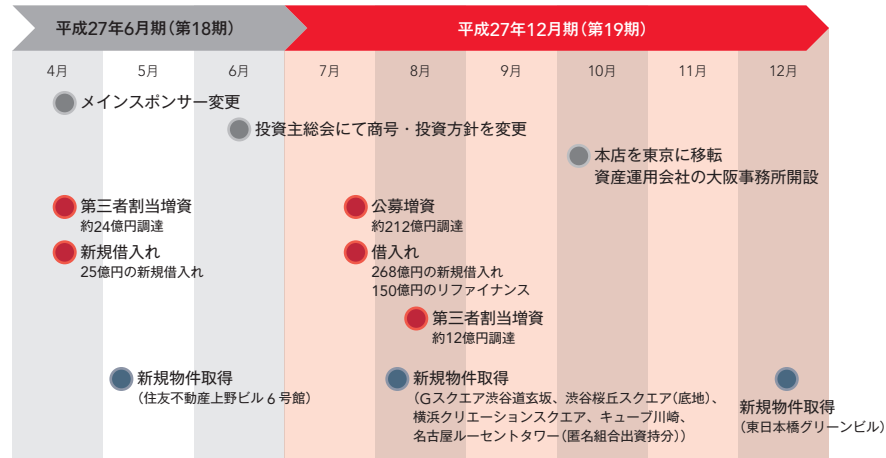 平成27年6月期（第18期）
平成27年12月期（第19期）
4月
5月
6月
7月
8月
9月
10月
11月
12月
メインスポンサー変更
投資主総会にて商号・投資方針を変更
本店を東京に移転
資産運用会社の大阪事務所開設
第三者割当増資
約24億円調達
公募増資
約212億円調達
新規借入れ
25億円の新規借入れ
借入れ
268億円の新規借入れ
150億円のリファイナンス
第三者割当増資
約12億円調達
新規物件取得
（住友不動産上野ビル６号館）
新規物件取得
（Gスクエア渋谷道玄坂、渋谷桜丘スクエア（底地）、
横浜クリエーションスクエア、キューブ川崎、
名古屋ルーセントタワー（匿名組合出資持分））
新規物件取得
（東日本橋グリーンビル）